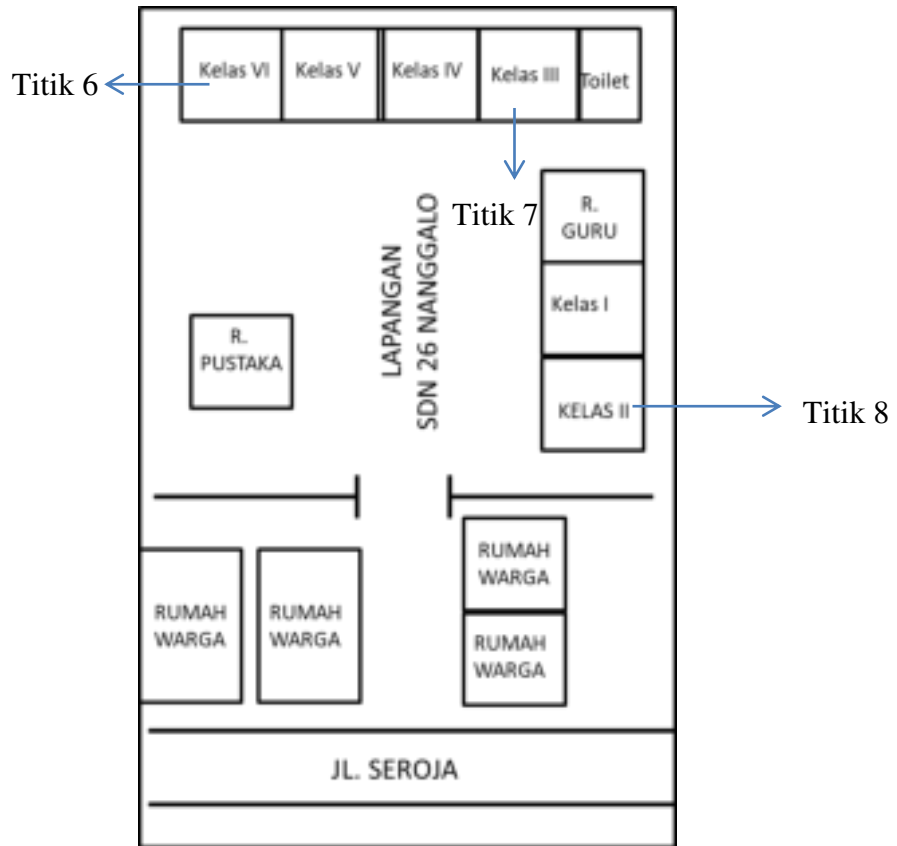 Kelas VI
Kelas V
Kelas IV
Kelas III
Toilet
Titik 6
Titik 7
R.
GURU
LAPANGAN
SDN 26 NANGGALO
Kelas I
R.
PUSTAKA
KELAS II
Titik 8
RUMAH
WARGA
RUMAH
WARGA
RUMAH
WARGA
RUMAH
WARGA
JL. SEROJA